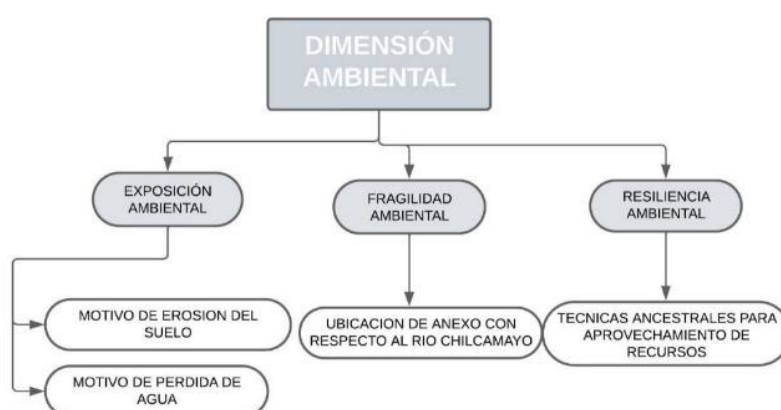 DIMENSIÓN
AMBIENTAL
EXPOSICIÓN
AMBIENTAL
FRAGILIDAD
AMBIENTAL
RESILIENCIA
AMBIENTAL
MOTIVO DE EROSION DEL
SUELO
UBICACION DE ANEXO CON
RESPECTO AL RIO CHILCAMAYO
TECNICAS ANCESTRALES PARA
APROVECHAMIENTO DE
RECURSOS
MOTIVO DE PERDIDA DE
AGUA